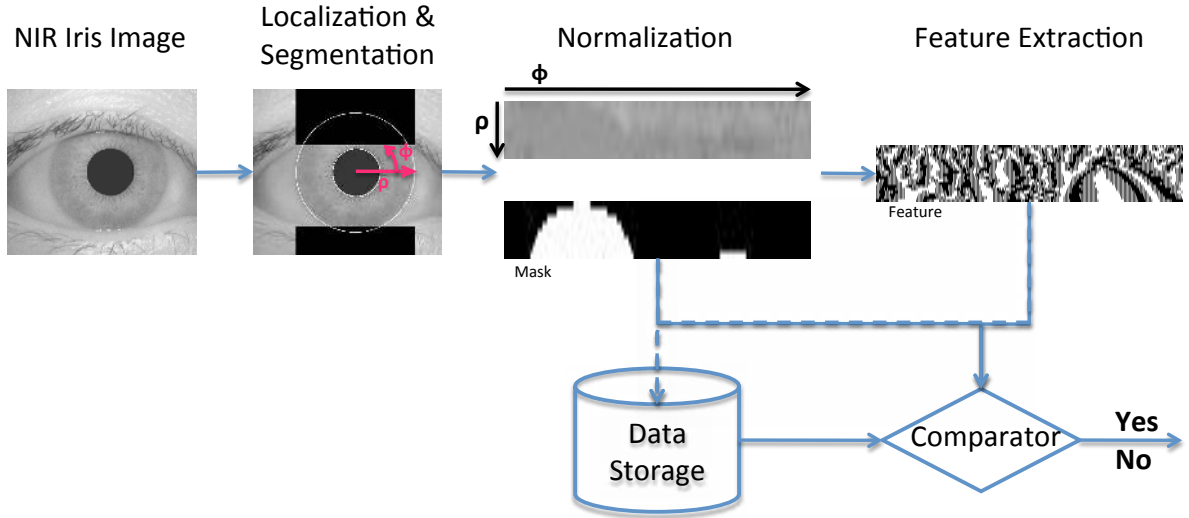 NIR Iris Image
Localization &
Segmentation
Normalization
Feature Extraction
ϕ
ρ
ϕ
ρ
Mask
Feature
Data
Storage
Comparator
Yes
No